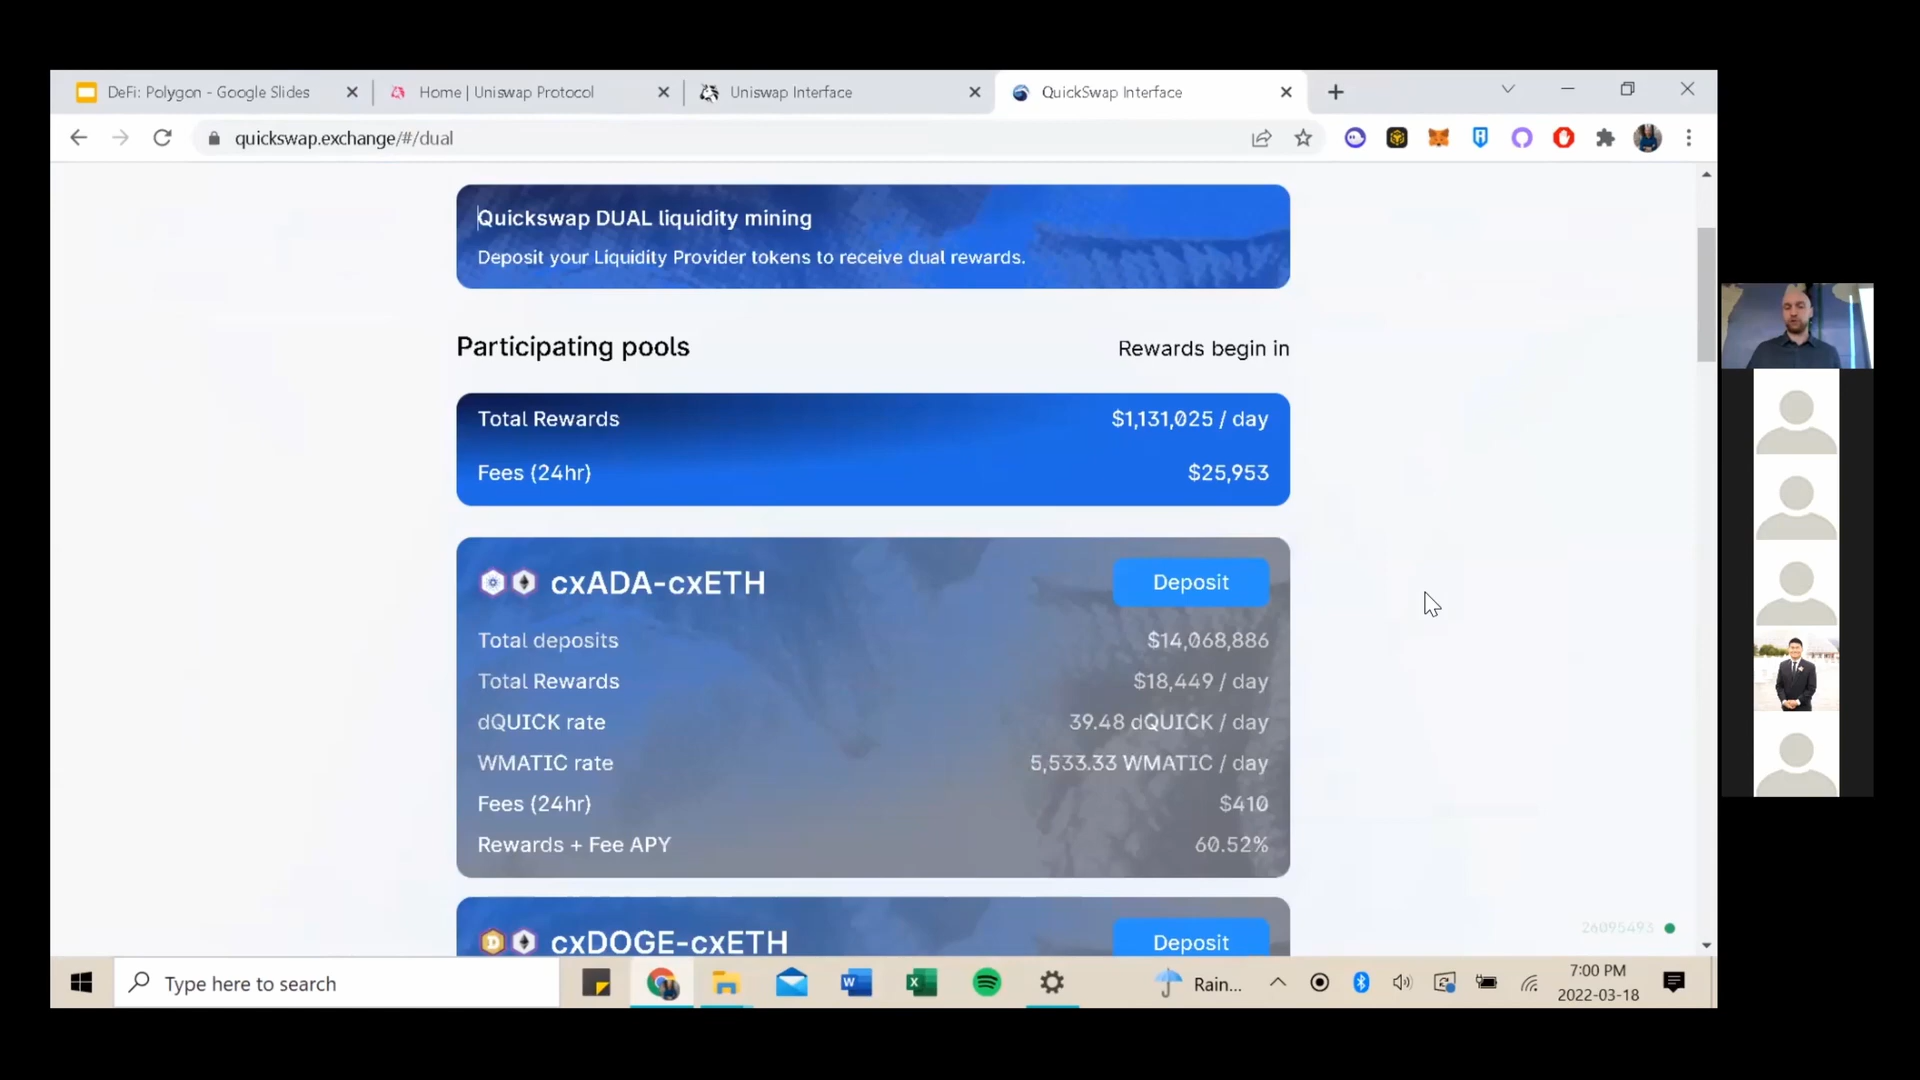 DeFi: Polygon - Google Slides
Home | Uniswap Protocol
Uniswap Interface
QuickSwap Interface
quickswap.exchange/#/dual
Quickswap DUAL liquidity mining
Deposit your Liquidity Provider tokens to receive dual rewards.
Participating pools
Rewards begin in
Total Rewards $1,131,025 / day
Fees (24hr) $25,953
cxADA-cxETH Deposit
Total deposits $14,068,886
Total Rewards $18,449 / day
dQUICK rate 39.48 dQUICK / day
WMATIC rate 5,533.33 WMATIC / day
Fees (24hr) $410
Rewards + Fee APY 60.52%
cxDOGE-cxETH Deposit
26095493
Type here to search
Rain...
7:00 PM
2022-03-18